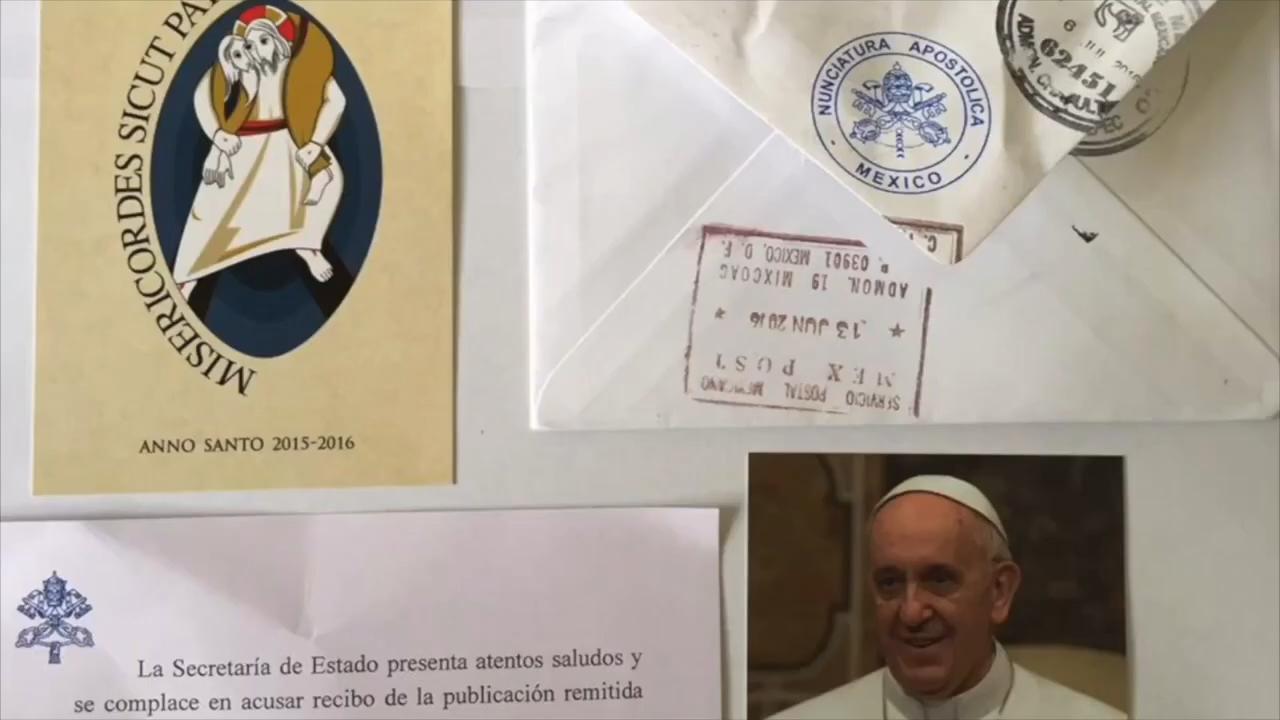 MISERICORDES SICUT PA
ANNO SANTO 2015-2016
NUNCIATURA APOSTOLICA
MEXICO
6
62451
SERVICIO POSTAL MEXICANO
MEX POST
★ 13 JUN 2016 ★
ADMON. 19 MIXCOAC
03901 MEXICO, D. F.
La Secretaría de Estado presenta atentos saludos y
se complace en acusar recibo de la publicación remitida